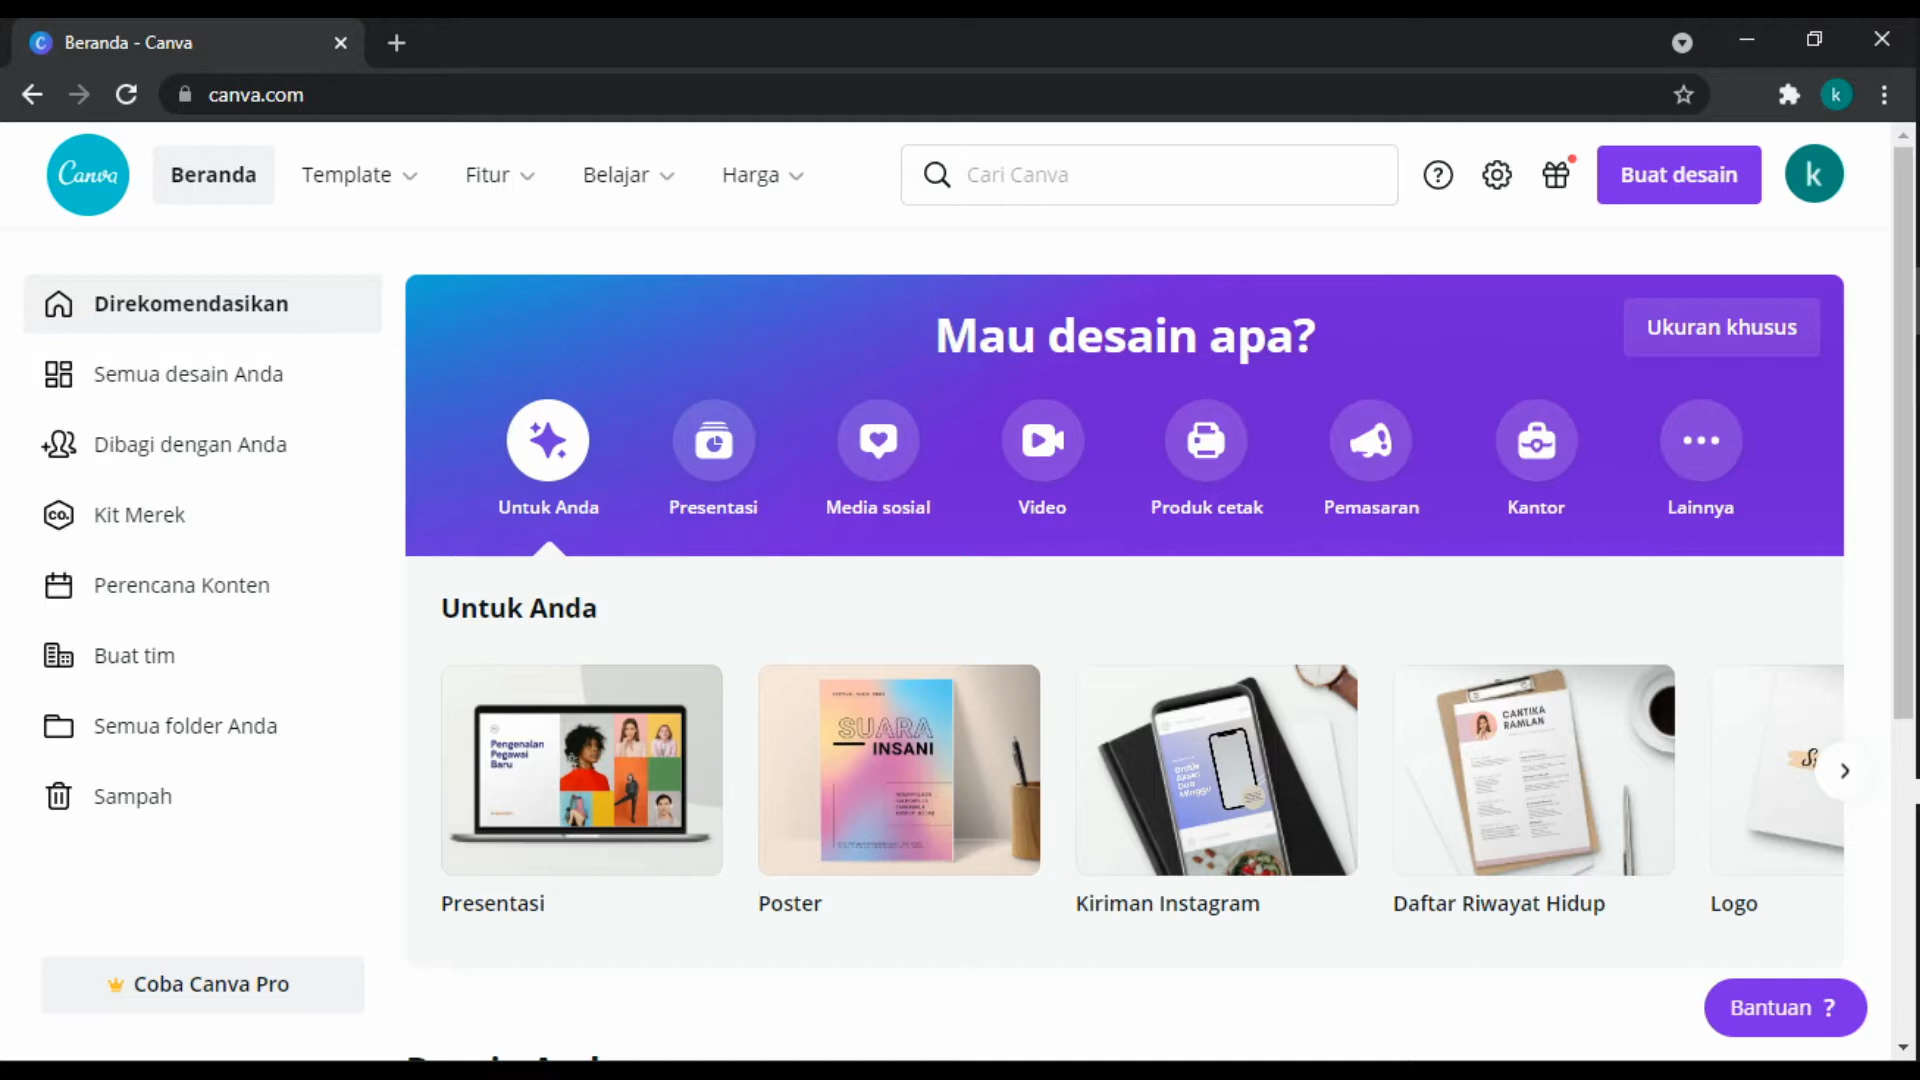 Beranda - Canva
canva.com
k
Canva
Beranda
Template
Fitur
Belajar
Harga
Cari Canva
Buat desain
k
Direkomendasikan
Semua desain Anda
Dibagi dengan Anda
CO.
Kit Merek
Perencana Konten
Buat tim
Semua folder Anda
Sampah
Coba Canva Pro
Mau desain apa?
Ukuran khusus
Untuk Anda
Presentasi
Media sosial
Video
Produk cetak
Pemasaran
Kantor
Lainnya
Untuk Anda
Pengenalan
Pegawai
Baru
SUARA
INSANI
CANTIKA
RAMLAN
Presentasi
Poster
Kiriman Instagram
Daftar Riwayat Hidup
Logo
Bantuan ?